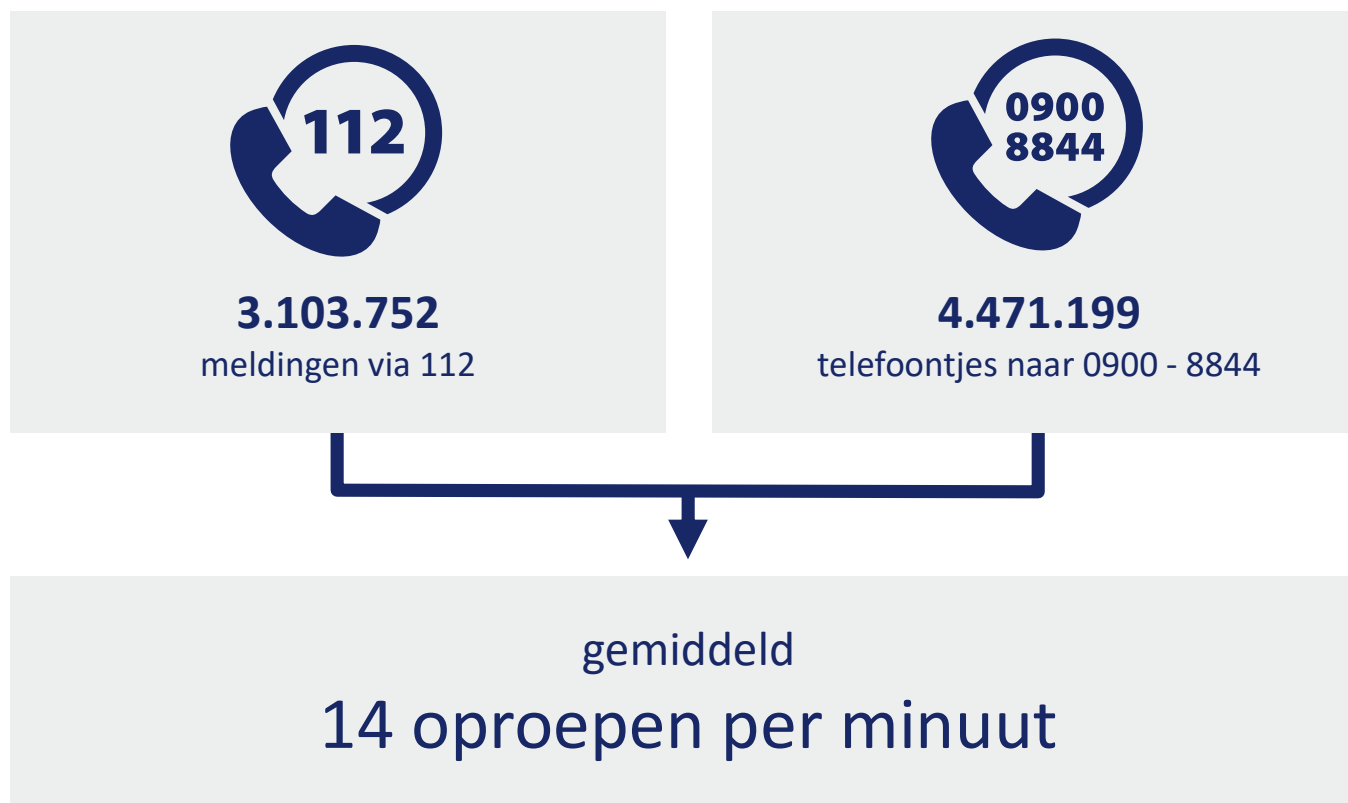 112
3.103.752
meldingen via 112
0900
8844
4.471.199
telefoontjes naar 0900 - 8844
gemiddeld
14 oproepen per minuut